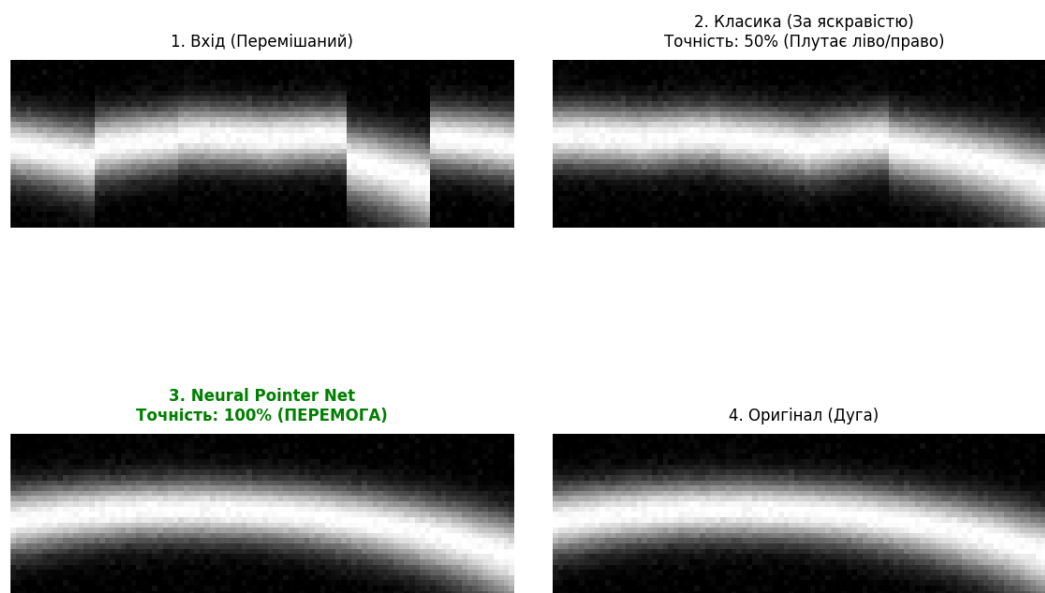 1. Вхід (Перемішаний)
2. Класика (За яскравістю)
Точність: 50% (Плутає ліво/право)
3. Neural Pointer Net
Точність: 100% (ПЕРЕМОГА)
4. Оригінал (Дуга)